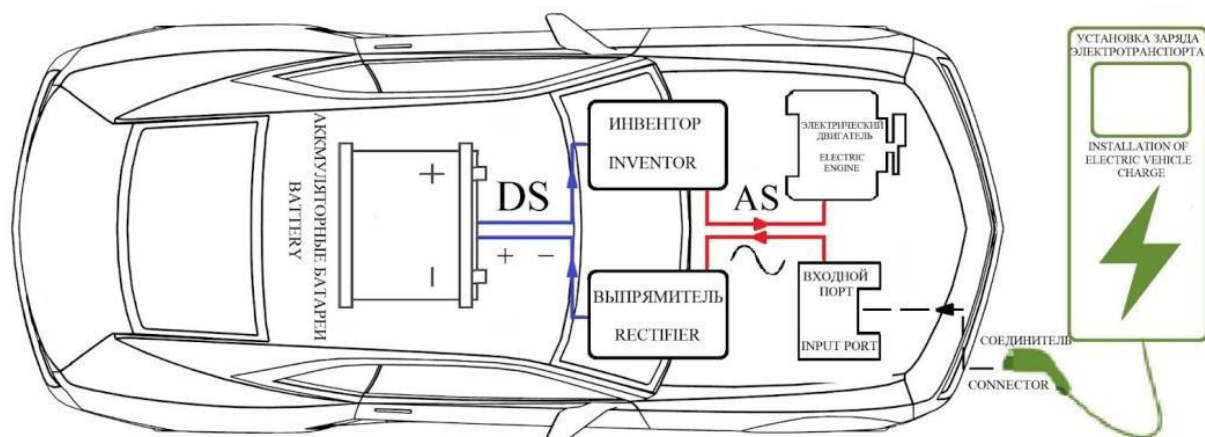 АККМУЛЯТОРНЫЕ БАТАРЕИ
BATTERY
+
−
DS
+ −
ИНВЕНТОР
INVENTOR
ВЫПРЯМИТЕЛЬ
RECTIFIER
AS
ЭЛЕКТРИЧЕСКИЙ
ДВИГАТЕЛЬ
ELECTRIC
ENGINE
ВХОДНОЙ
ПОРТ
INPUT PORT
СОЕДИНИТЕЛЬ
CONNECTOR
УСТАНОВКА ЗАРЯДА
ЭЛЕКТРОТРАНСПОРТА
INSTALLATION OF
ELECTRIC VEHICLE
CHARGE